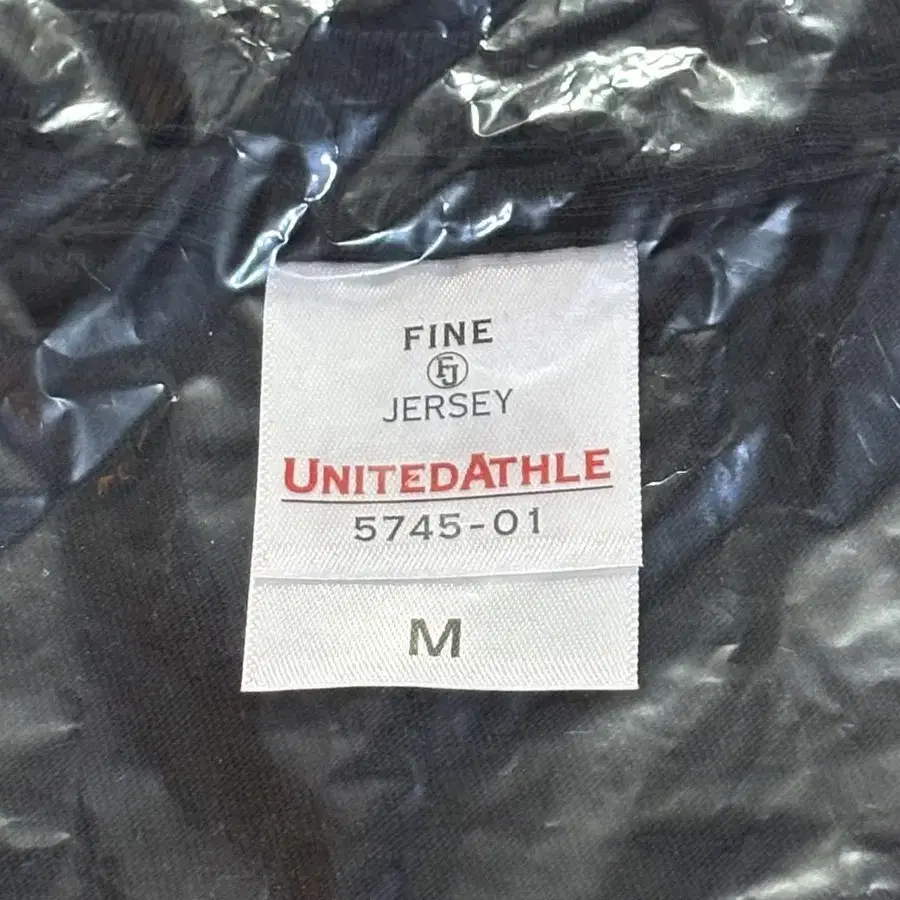 FINE
FJ
JERSEY
UNITEDATHLE
5745-01
M